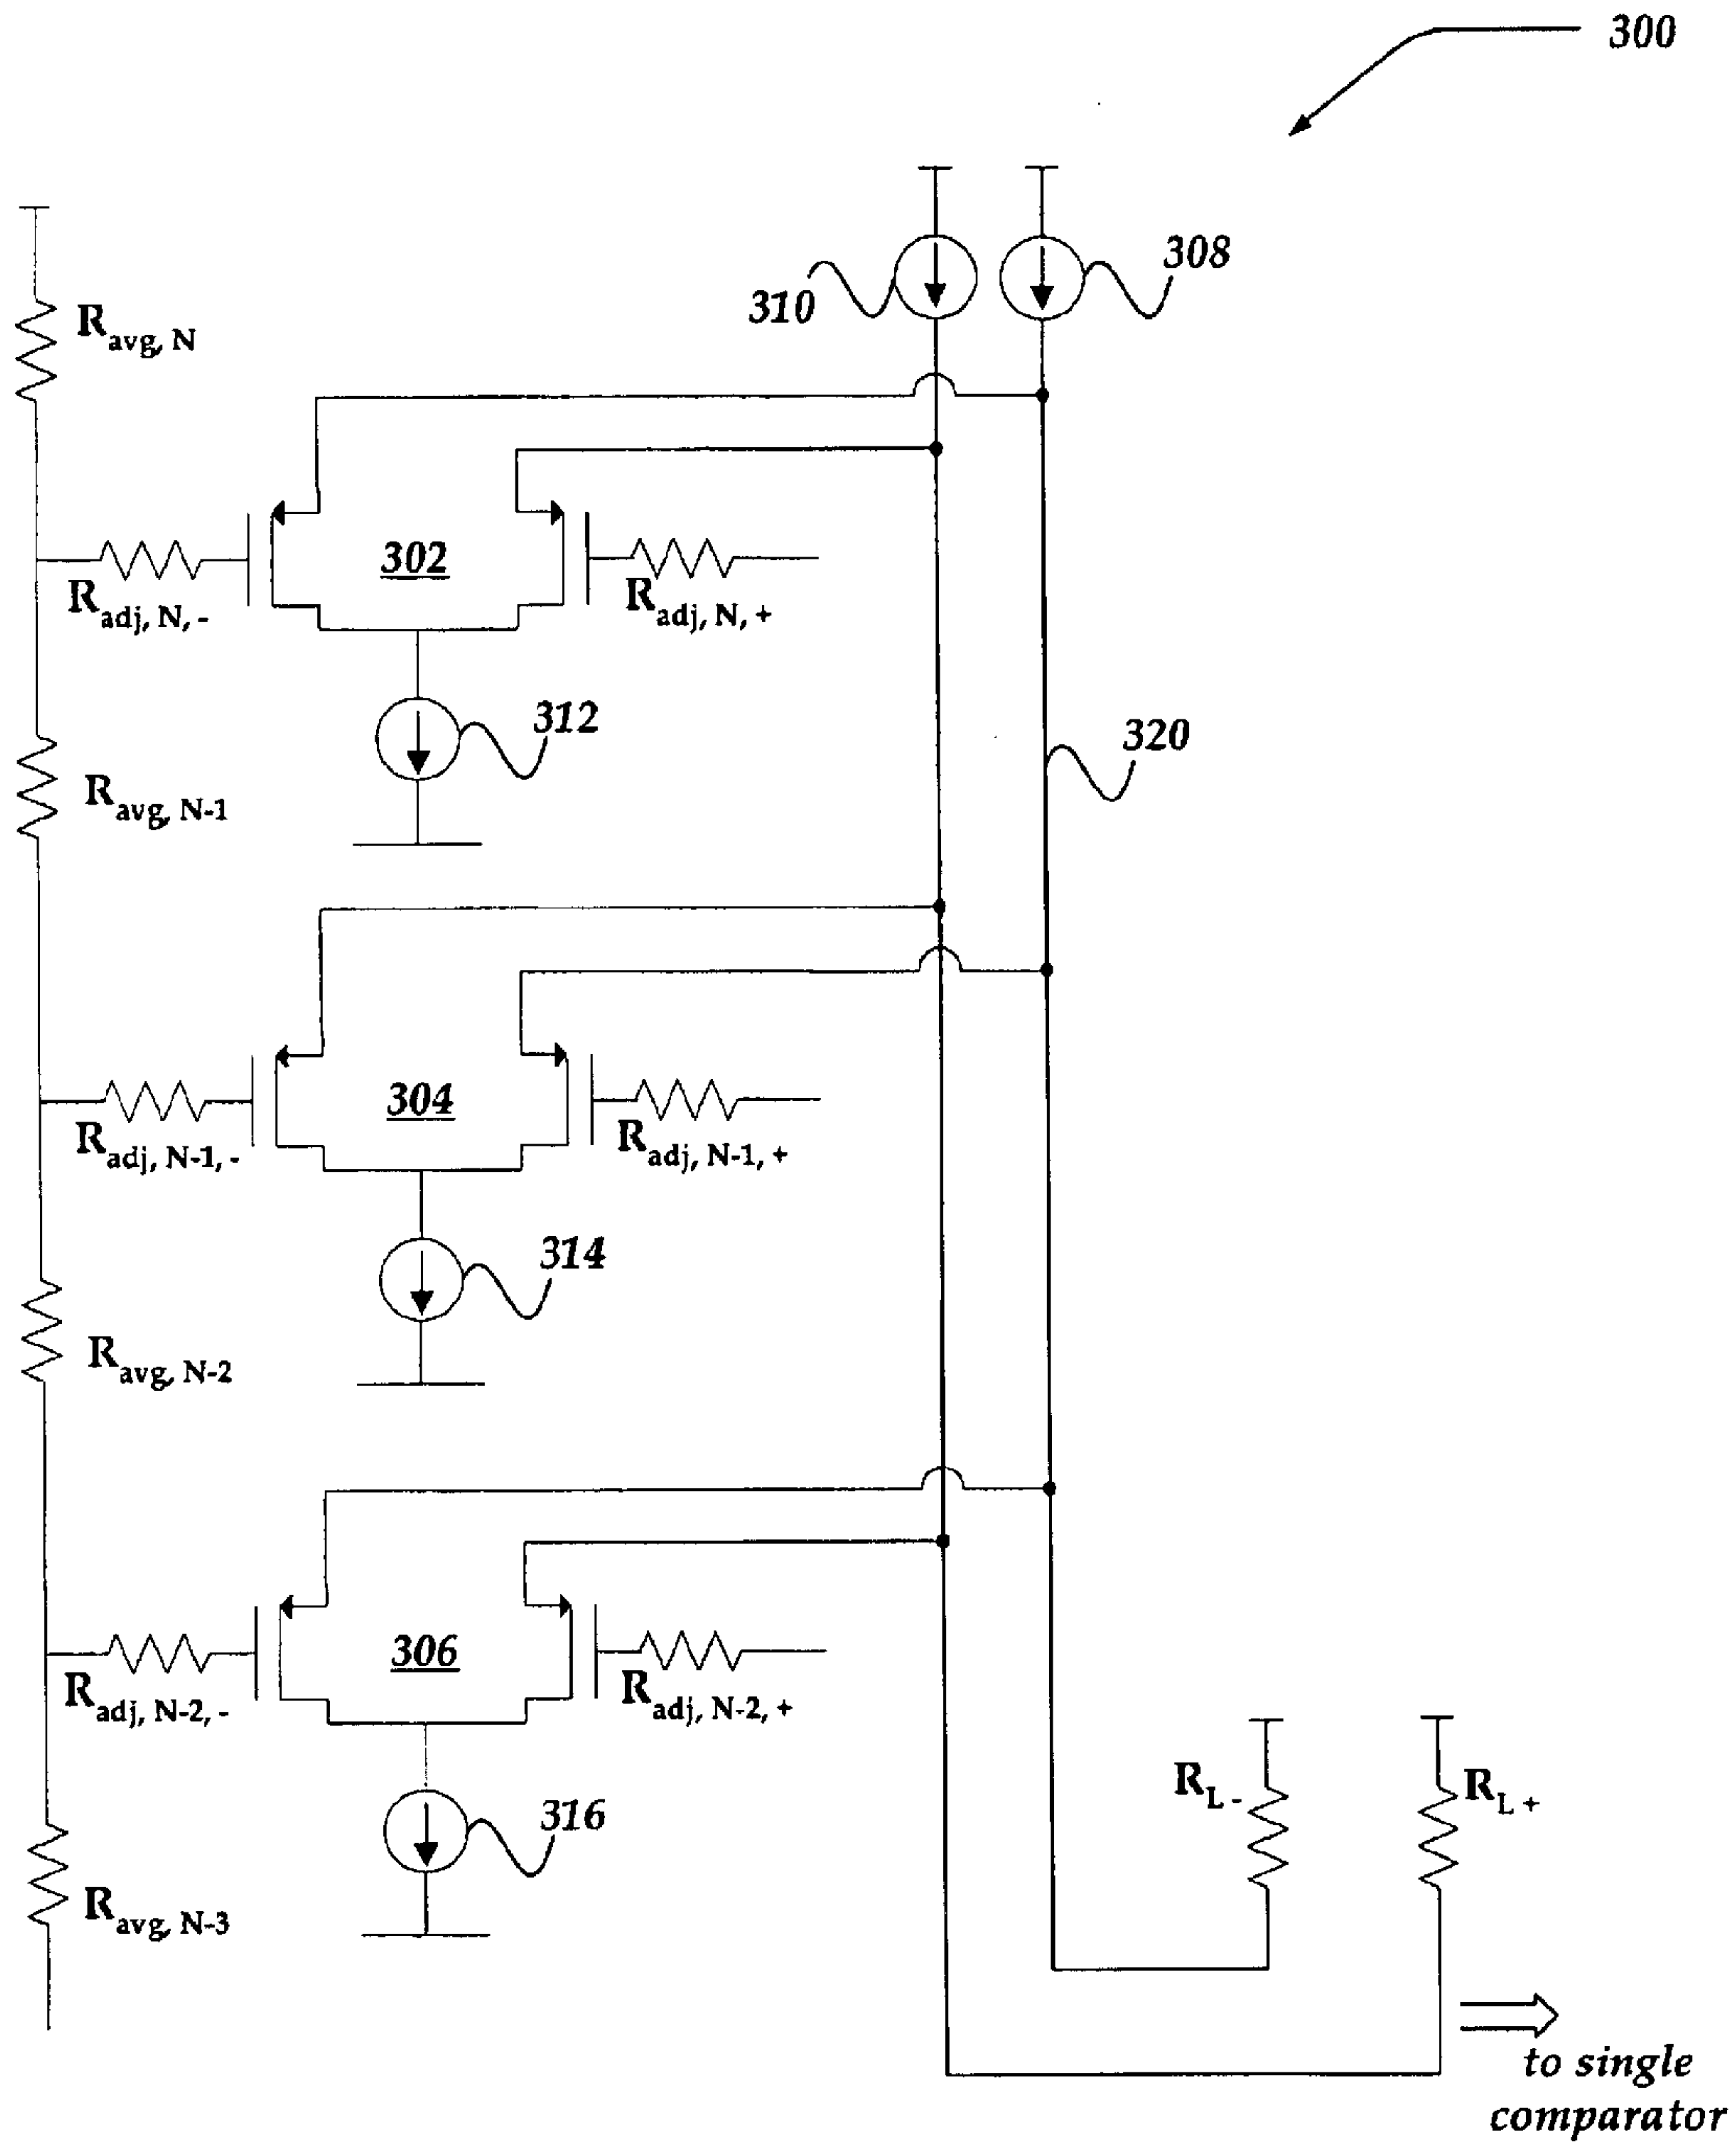 300
308
310
R avg, N
302
R adj, N, -
R adj, N, +
312
320
R avg, N-1
304
R adj, N-1, -
R adj, N-1, +
314
R avg, N-2
306
R adj, N-2, -
R adj, N-2, +
R L -
R L +
316
R avg, N-3
to single
comparator